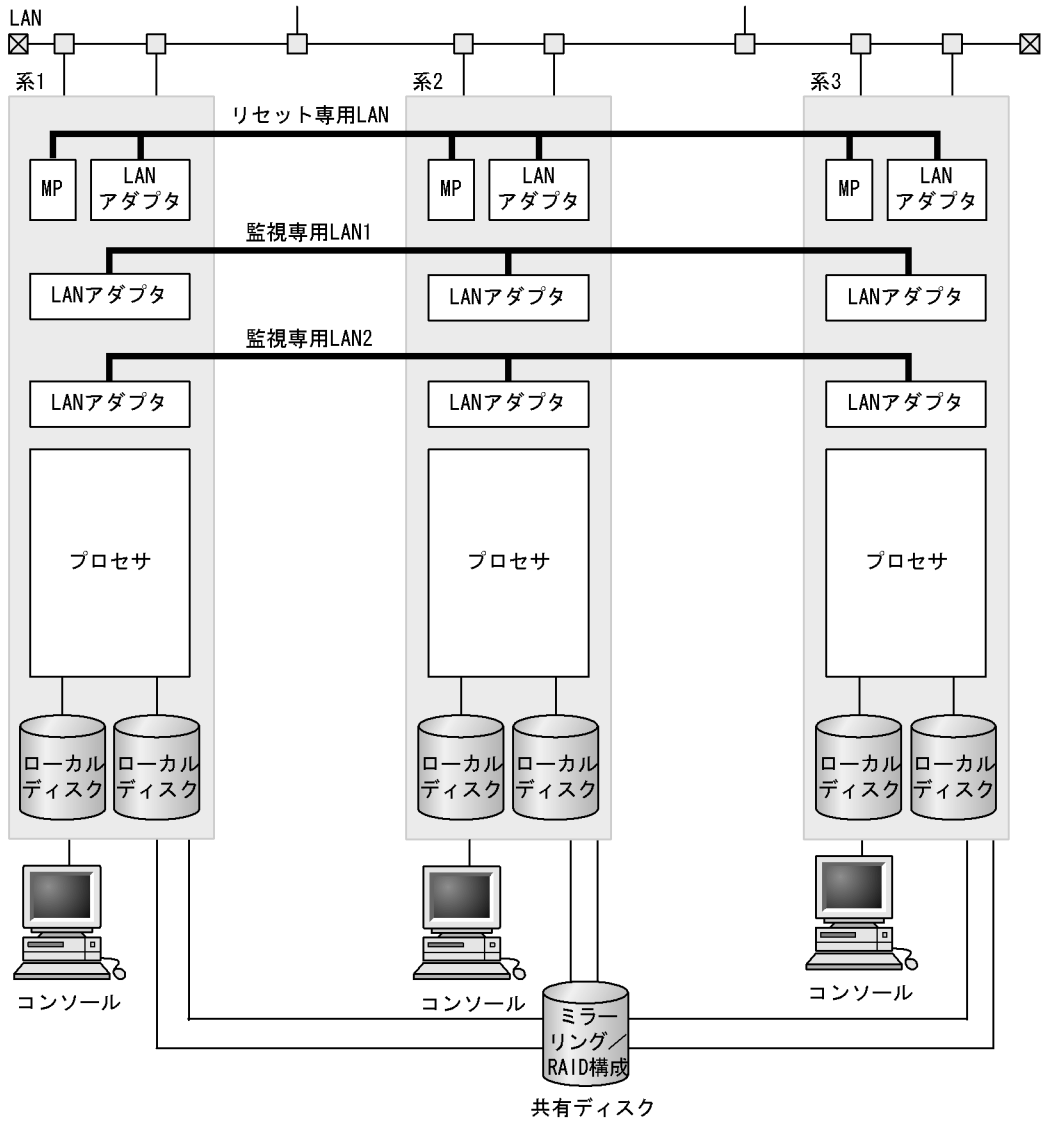 LAN
系1
系2
系3
リセット専用LAN
MP
LAN
アダプタ
MP
LAN
アダプタ
MP
LAN
アダプタ
監視専用LAN1
LANアダプタ
LANアダプタ
LANアダプタ
監視専用LAN2
LANアダプタ
LANアダプタ
LANアダプタ
プロセサ
プロセサ
プロセサ
ローカル
ディスク
ローカル
ディスク
ローカル
ディスク
ローカル
ディスク
ローカル
ディスク
ローカル
ディスク
コンソール
コンソール
コンソール
ミラー
リング／
RAID構成
共有ディスク